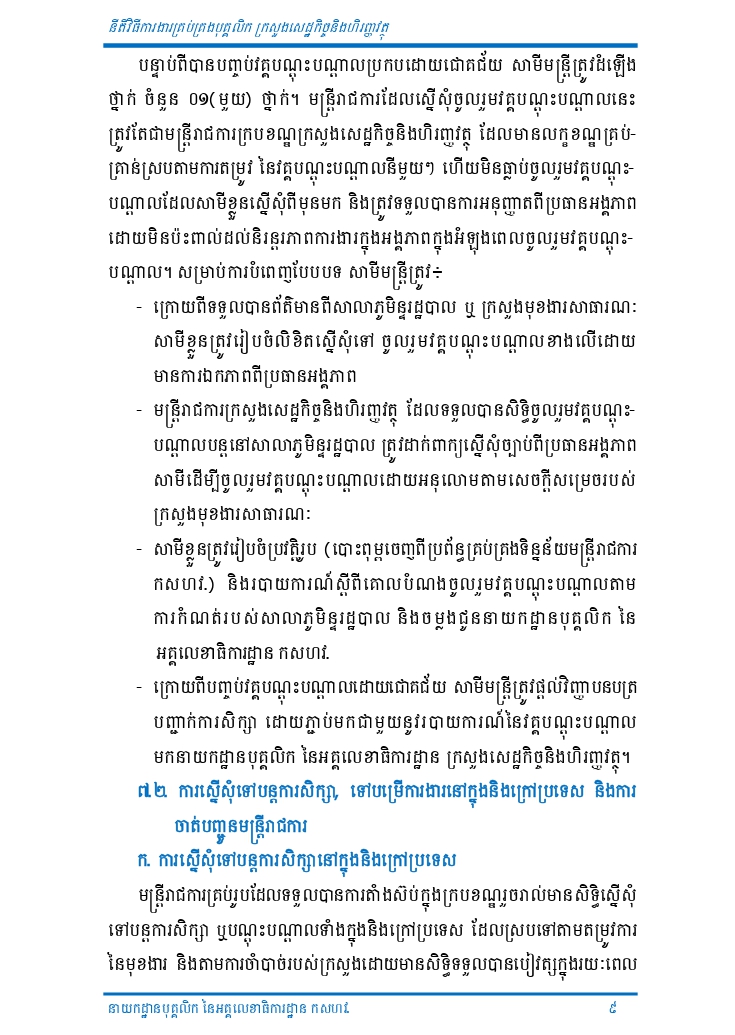 នីតិវិធីការងារគ្រប់គ្រងបុគ្គលិក ក្រសួងសេដ្ឋកិច្ចនិងហិរញ្ញវត្ថុ
បន្ទាប់ពីបានបញ្ចប់វគ្គបណ្តុះបណ្តាលប្រកបដោយជោគជ័យ សាមីមន្ត្រីត្រូវដំឡើង
ថ្នាក់ ចំនួន ០១(មួយ) ថ្នាក់។ មន្ត្រីរាជការដែលស្នើសុំចូលរួមវគ្គបណ្តុះបណ្តាលនេះ
ត្រូវតែជាមន្ត្រីរាជការក្របខណ្ឌក្រសួងសេដ្ឋកិច្ចនិងហិរញ្ញវត្ថុ ដែលមានលក្ខខណ្ឌគ្រប់-
គ្រាន់ស្របតាមការតម្រូវ នៃវគ្គបណ្តុះបណ្តាលនីមួយៗ ហើយមិនធ្លាប់ចូលរួមវគ្គបណ្តុះ-
បណ្តាលដែលសាមីខ្លួនស្នើសុំពីមុនមក និងត្រូវទទួលបានការអនុញ្ញាតពីប្រធានអង្គភាព
ដោយមិនប៉ះពាល់ដល់និរន្តរភាពការងារក្នុងអង្គភាពក្នុងអំឡុងពេលចូលរួមវគ្គបណ្តុះ-
បណ្តាល។ សម្រាប់ការបំពេញបែបបទ សាមីមន្ត្រីត្រូវ÷
- ក្រោយពីទទួលបានព័ត៌មានពីសាលាភូមិន្ទរដ្ឋបាល ឬ ក្រសួងមុខងារសាធារណៈ
សាមីខ្លួនត្រូវរៀបចំលិខិតស្នើសុំទៅ ចូលរួមវគ្គបណ្តុះបណ្តាលខាងលើដោយ
មានការឯកភាពពីប្រធានអង្គភាព
- មន្ត្រីរាជការក្រសួងសេដ្ឋកិច្ចនិងហិរញ្ញវត្ថុ ដែលទទួលបានសិទ្ធិចូលរួមវគ្គបណ្តុះ-
បណ្តាលបន្តនៅសាលាភូមិន្ទរដ្ឋបាល ត្រូវដាក់ពាក្យស្នើសុំច្បាប់ពីប្រធានអង្គភាព
សាមីដើម្បីចូលរួមវគ្គបណ្តុះបណ្តាលដោយអនុលោមតាមសេចក្តីសម្រេចរបស់
ក្រសួងមុខងារសាធារណៈ
- សាមីខ្លួនត្រូវរៀបចំប្រវត្តិរូប (បោះពុម្ពចេញពីប្រព័ន្ធគ្រប់គ្រងទិន្នន័យមន្ត្រីរាជការ
កសហវ.) និងរបាយការណ៍ស្តីពីគោលបំណងចូលរួមវគ្គបណ្តុះបណ្តាលតាម
ការកំណត់របស់សាលាភូមិន្ទរដ្ឋបាល និងចម្លងជូននាយកដ្ឋានបុគ្គលិក នៃ
អគ្គលេខាធិការដ្ឋាន កសហវ.
- ក្រោយពីបញ្ចប់វគ្គបណ្តុះបណ្តាលដោយជោគជ័យ សាមីមន្ត្រីត្រូវផ្តល់វិញ្ញាបនបត្រ
បញ្ជាក់ការសិក្សា ដោយភ្ជាប់មកជាមួយនូវរបាយការណ៍នៃវគ្គបណ្តុះបណ្តាល
មកនាយកដ្ឋានបុគ្គលិក នៃអគ្គលេខាធិការដ្ឋាន ក្រសួងសេដ្ឋកិច្ចនិងហិរញ្ញវត្ថុ។
៧.២. ការស្នើសុំទៅបន្តការសិក្សា, ទៅបម្រើការងារនៅក្នុងនិងក្រៅប្រទេស និងការ
ចាត់បញ្ជូនមន្ត្រីរាជការ
ក. ការស្នើសុំទៅបន្តការសិក្សានៅក្នុងនិងក្រៅប្រទេស
មន្ត្រីរាជការគ្រប់រូបដែលទទួលបានការតាំងស៊ប់ក្នុងក្របខណ្ឌរួចរាល់មានសិទ្ធិស្នើសុំ
ទៅបន្តការសិក្សា ឬបណ្តុះបណ្តាលទាំងក្នុងនិងក្រៅប្រទេស ដែលស្របទៅតាមតម្រូវការ
នៃមុខងារ និងតាមការចាំបាច់របស់ក្រសួងដោយមានសិទ្ធិទទួលបានបៀវត្សក្នុងរយៈពេល
នាយកដ្ឋានបុគ្គលិក នៃអគ្គលេខាធិការដ្ឋាន កសហវ. ៩